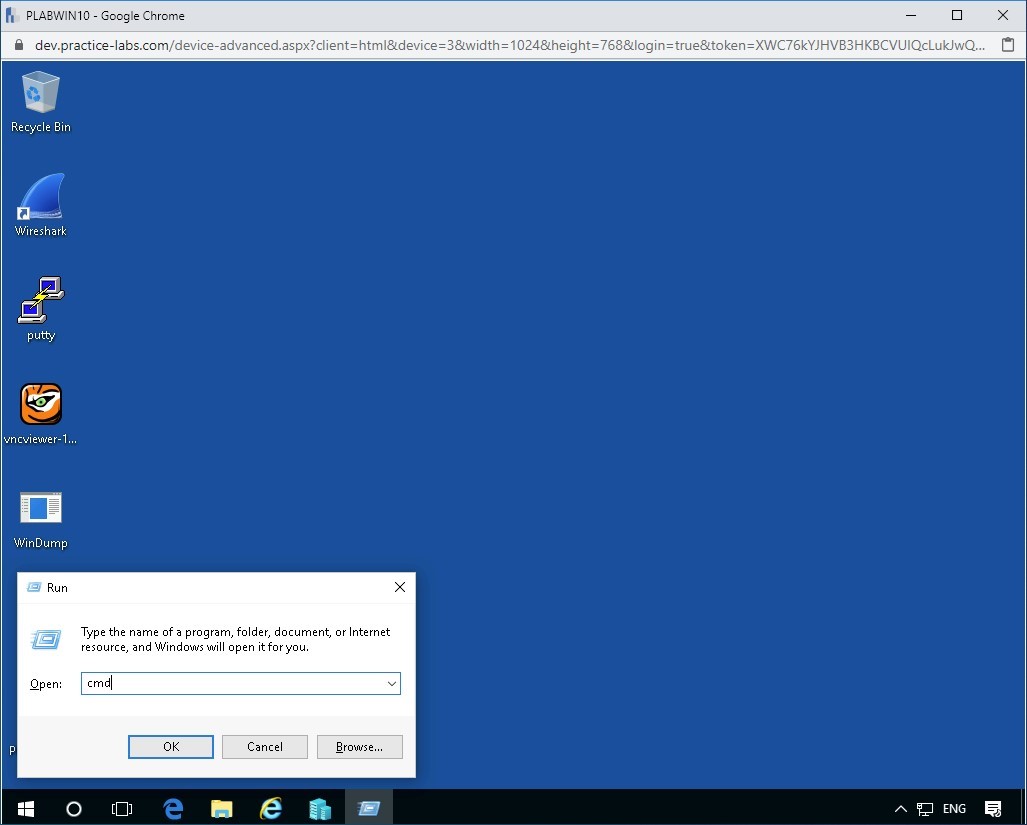 PLABWIN10 - Google Chrome
dev.practice-labs.com/device-advanced.aspx?client=html&device=3&width=1024&height=768&login=true&token=XWC76kYJHVB3HKBCVUIQcLukJwQ...
Recycle Bin
Wireshark
putty
vncviewer-1...
WinDump
Run
Type the name of a program, folder, document, or Internet
resource, and Windows will open it for you.
Open: cmd
OK Cancel Browse...
p
ENG